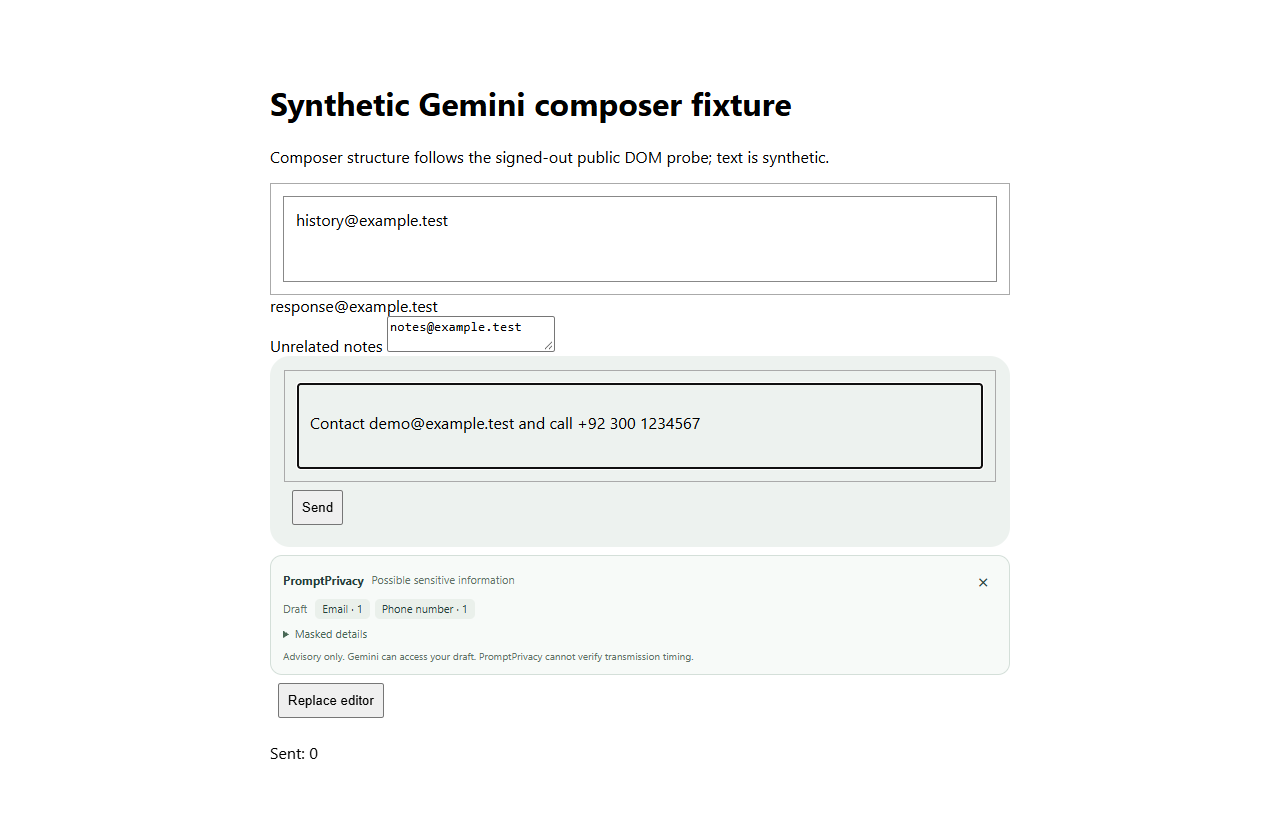 Synthetic Gemini composer fixture
Composer structure follows the signed-out public DOM probe; text is synthetic.
history@example.test
response@example.test
Unrelated notes notes@example.test
Contact demo@example.test and call +92 300 1234567
Send
PromptPrivacy Possible sensitive information ✕
Draft Email · 1 Phone number · 1
▶ Masked details
Advisory only. Gemini can access your draft. PromptPrivacy cannot verify transmission timing.
Replace editor
Sent: 0